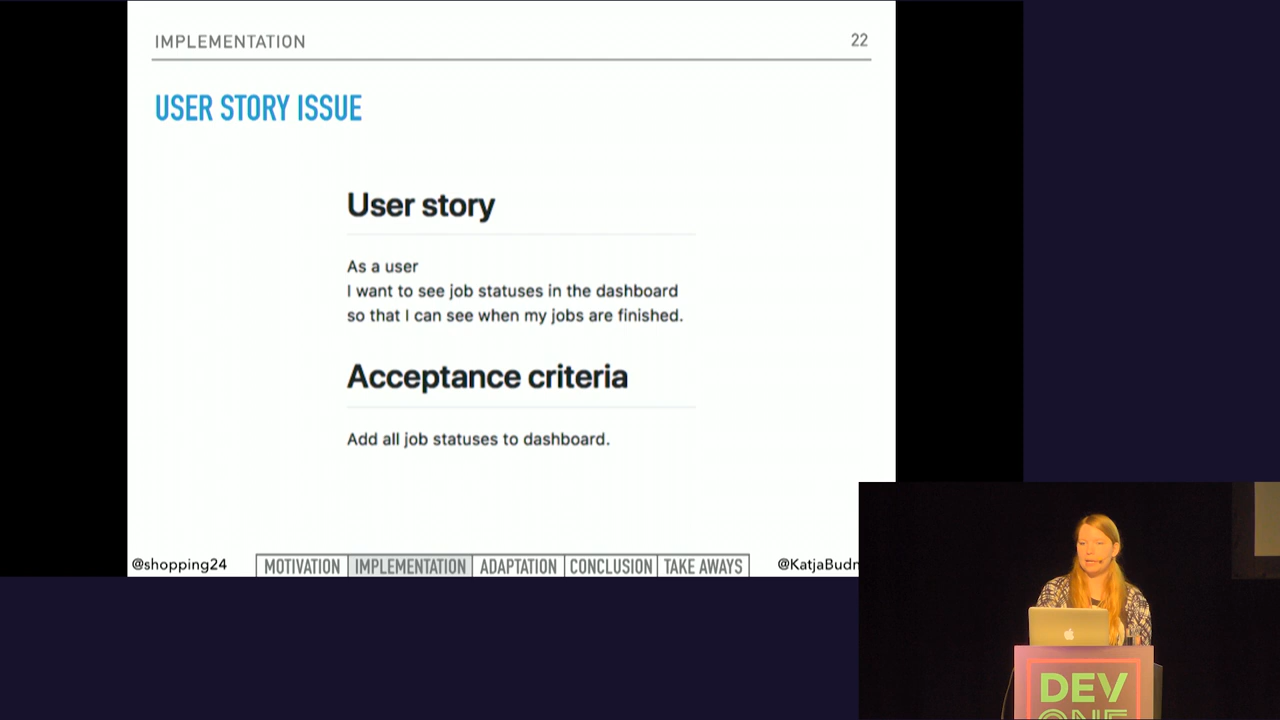 IMPLEMENTATION
22
USER STORY ISSUE
User story
As a user
I want to see job statuses in the dashboard
so that I can see when my jobs are finished.
Acceptance criteria
Add all job statuses to dashboard.
@shopping24
MOTIVATION
IMPLEMENTATION
ADAPTATION
CONCLUSION
TAKE AWAYS
@KatjaBudn
DEV
ONE